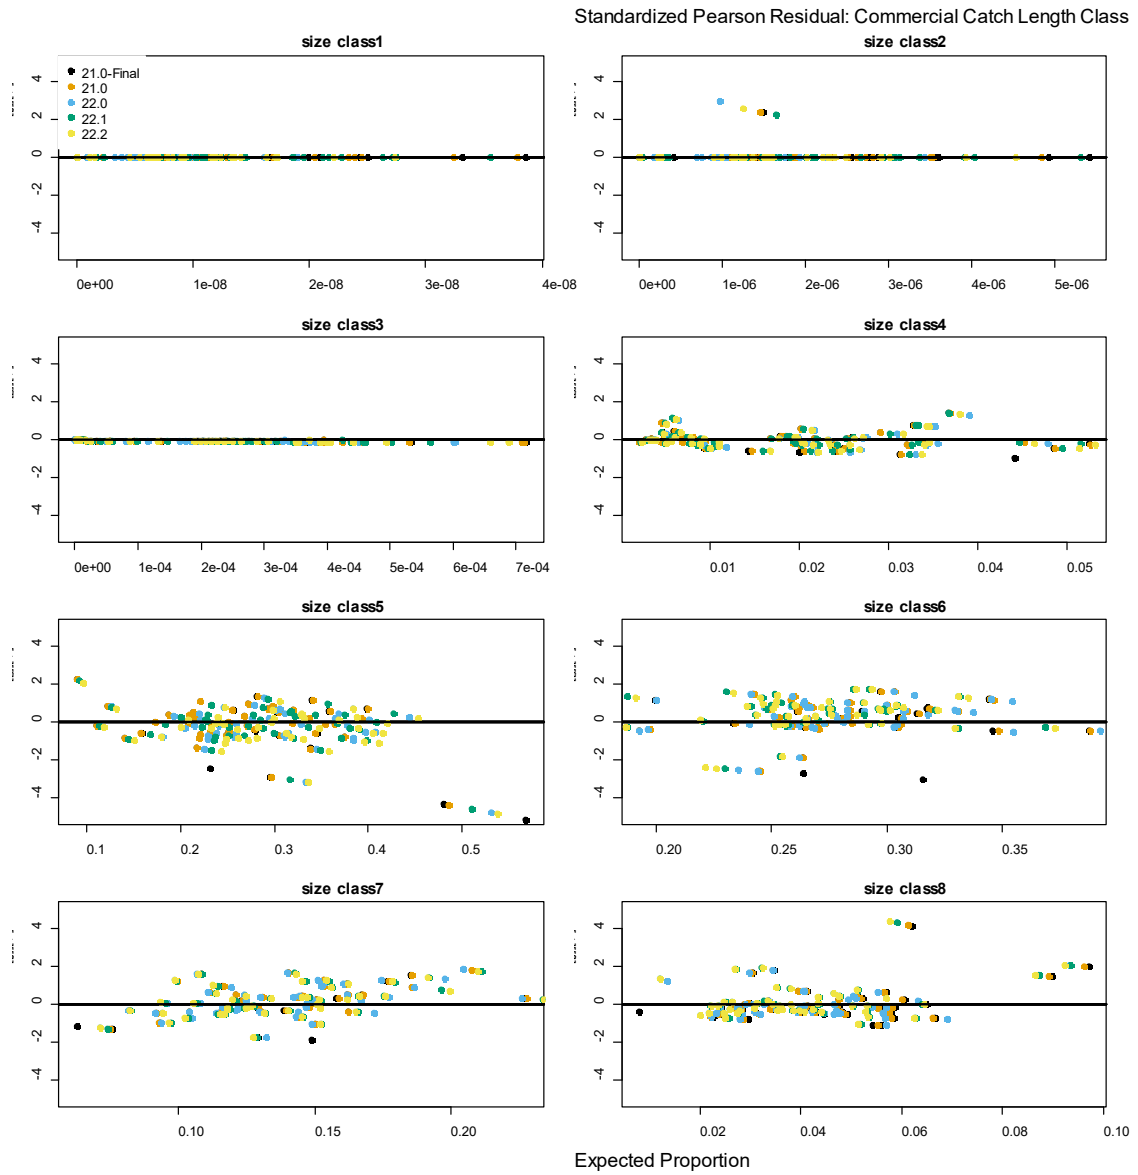 Standardized Pearson Residual: Commercial Catch Length Class
size class1
size class2
21.0-Final
21.0
22.0
22.1
22.2
4
2
0
-2
-4
0e+00 1e-08 2e-08 3e-08 4e-08
4
2
0
-2
-4
0e+00 1e-06 2e-06 3e-06 4e-06 5e-06
size class3
size class4
4
2
0
-2
-4
0e+00 1e-04 2e-04 3e-04 4e-04 5e-04 6e-04 7e-04
4
2
0
-2
-4
0.01 0.02 0.03 0.04 0.05
size class5
size class6
4
2
0
-2
-4
0.1 0.2 0.3 0.4 0.5
4
2
0
-2
-4
0.20 0.25 0.30 0.35
size class7
size class8
4
2
0
-2
-4
0.10 0.15 0.20
4
2
0
-2
-4
0.02 0.04 0.06 0.08 0.10
Expected Proportion